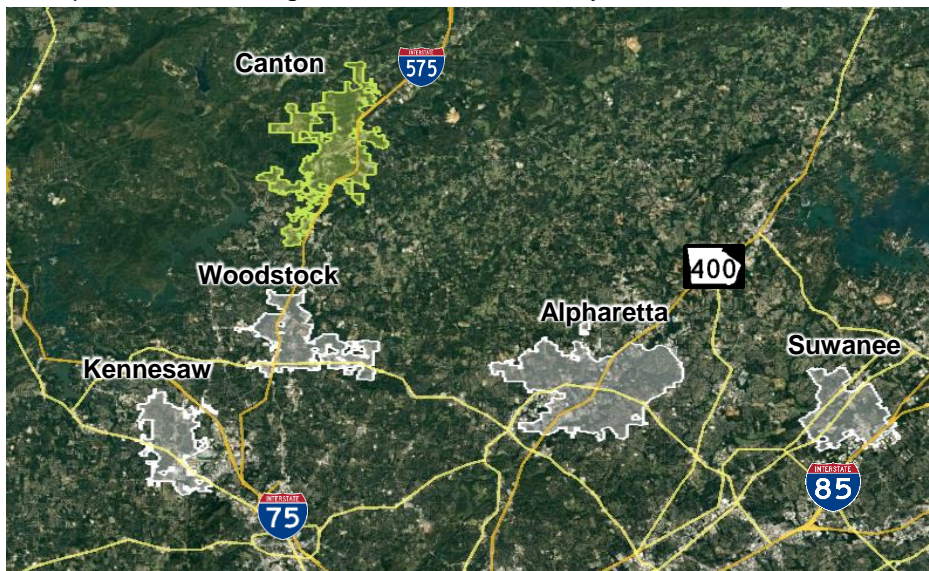 Canton
INTERSTATE
575
Woodstock
400
Alpharetta
Suwanee
Kennesaw
INTERSTATE
75
INTERSTATE
85